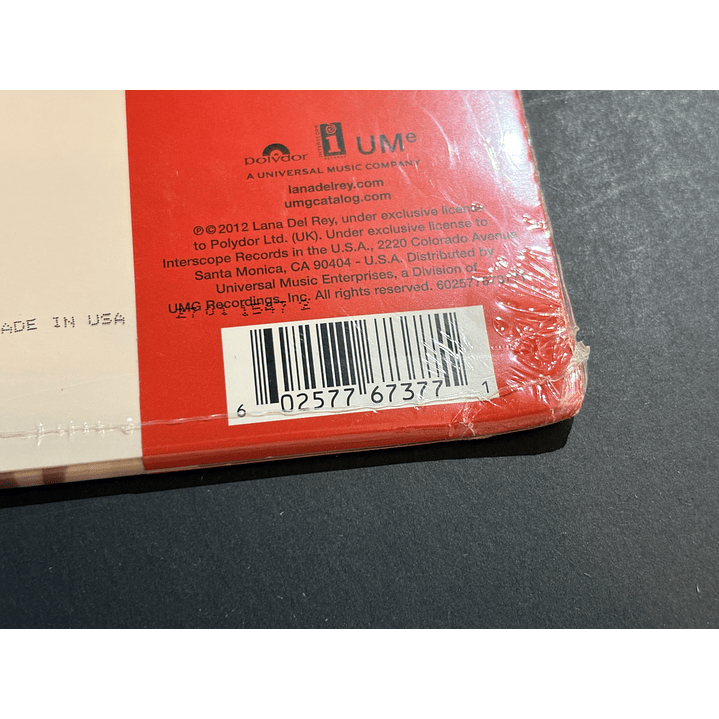 polydor i UMe
A UNIVERSAL MUSIC COMPANY
lanadelrey.com
umgcatalog.com
℗ © 2012 Lana Del Rey, under exclusive license
to Polydor Ltd. (UK). Under exclusive license to
Interscope Records in the U.S.A., 2220 Colorado Avenue,
Santa Monica, CA 90404 - U.S.A. Distributed by
Universal Music Enterprises, a Division of
UMG Recordings, Inc. All rights reserved.
ADE IN USA
6 02577 67377 1